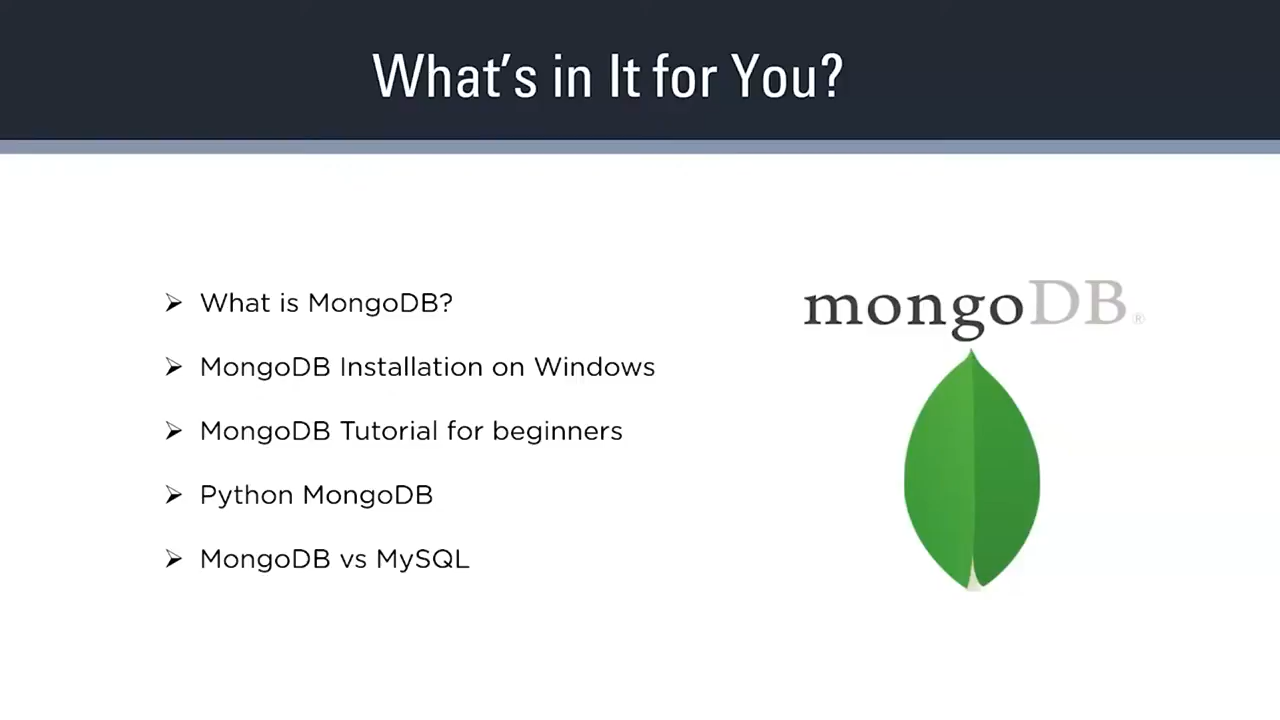 What's in It for You?
➢ What is MongoDB?
➢ MongoDB Installation on Windows
➢ MongoDB Tutorial for beginners
➢ Python MongoDB
➢ MongoDB vs MySQL
mongoDB®